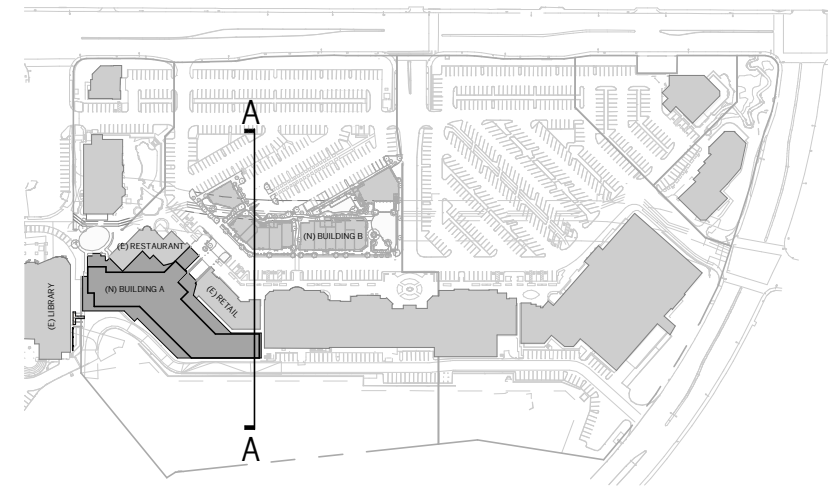 A
(N) BUILDING B
(E) RESTAURANT
(N) BUILDING A
(E) RETAIL
(E) LIBRARY
A